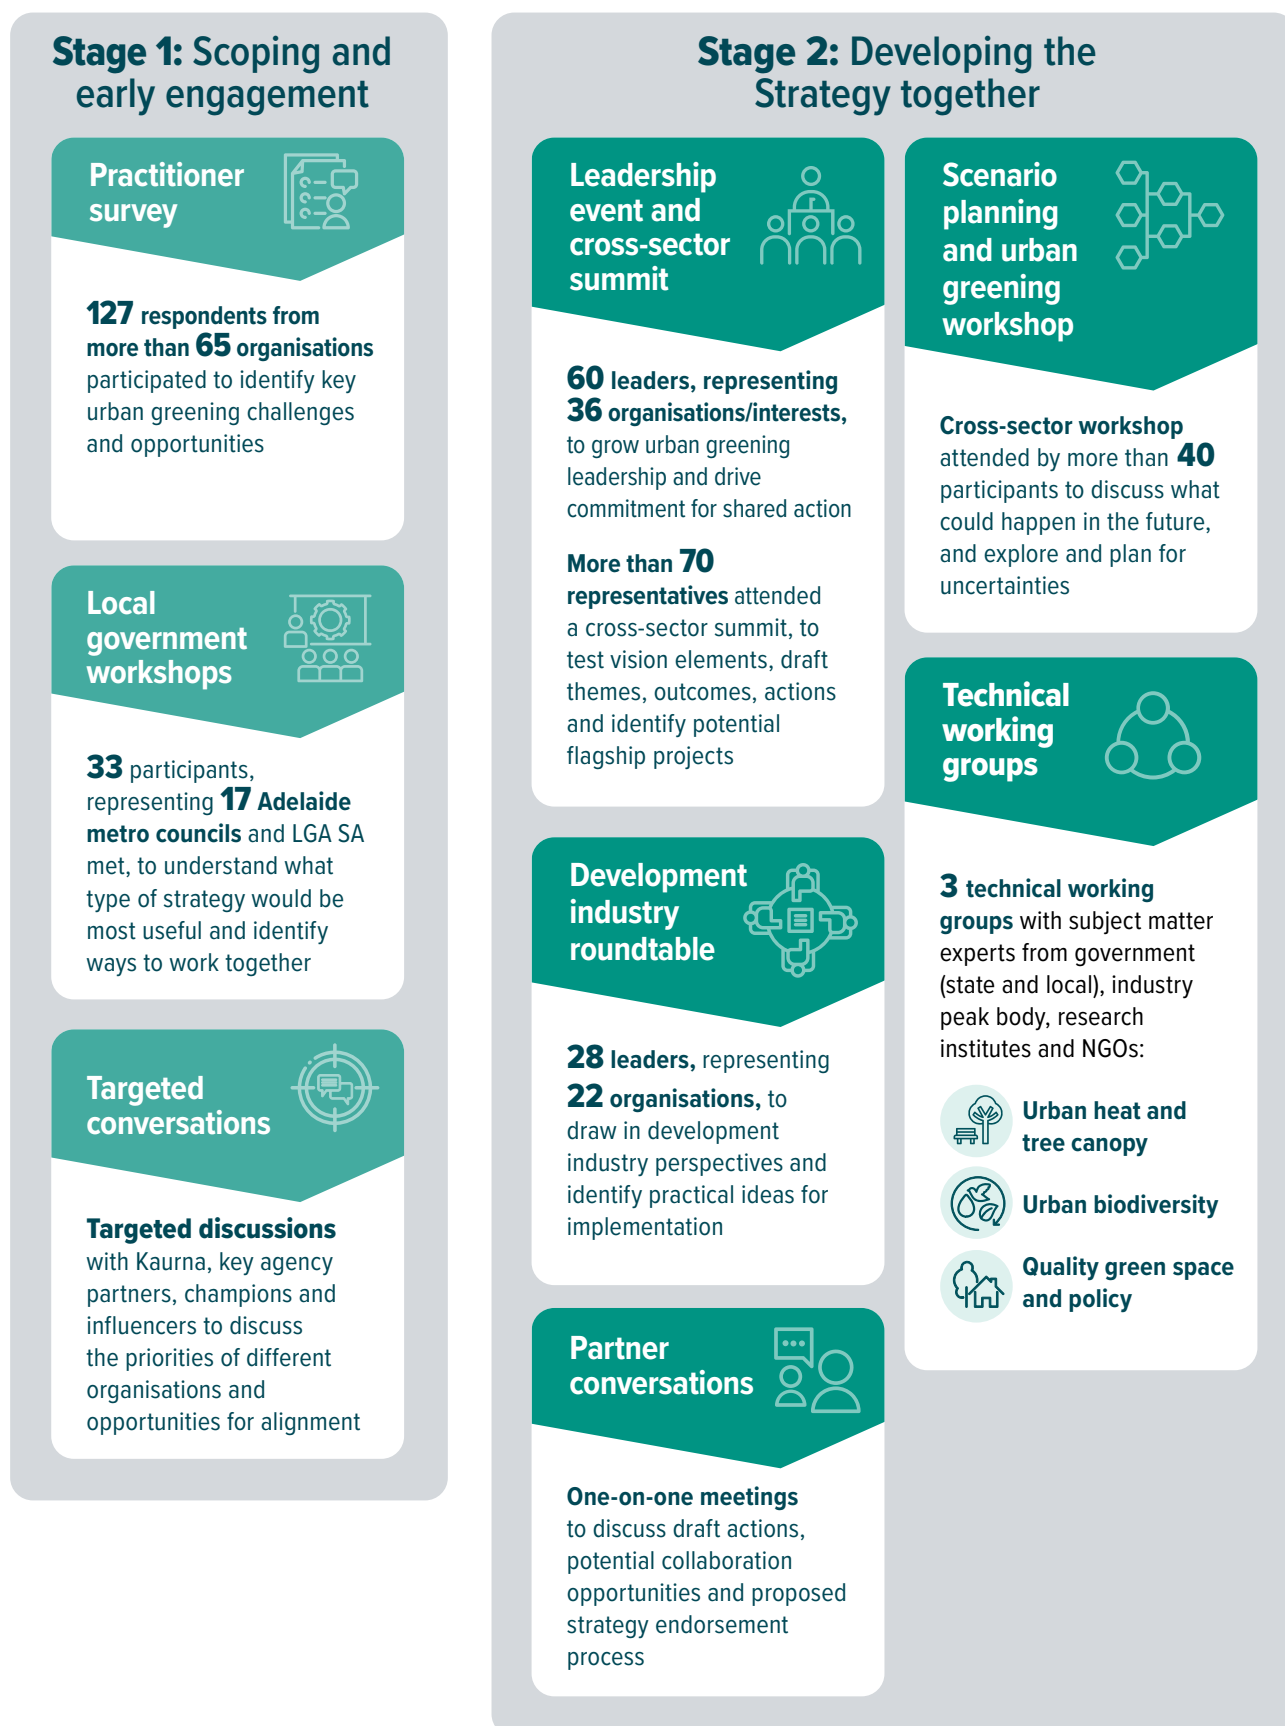 Stage 1: Scoping and
early engagement
Practitioner
survey
127 respondents from
more than 65 organisations
participated to identify key
urban greening challenges
and opportunities
Local
government
workshops
33 participants,
representing 17 Adelaide
metro councils and LGA SA
met, to understand what
type of strategy would be
most useful and identify
ways to work together
Targeted
conversations
Targeted discussions
with Kaurna, key agency
partners, champions and
influencers to discuss
the priorities of different
organisations and
opportunities for alignment
Stage 2: Developing the
Strategy together
Leadership
event and
cross-sector
summit
60 leaders, representing
36 organisations/interests,
to grow urban greening
leadership and drive
commitment for shared action
More than 70
representatives attended
a cross-sector summit, to
test vision elements, draft
themes, outcomes, actions
and identify potential
flagship projects
Development
industry
roundtable
28 leaders, representing
22 organisations, to
draw in development
industry perspectives and
identify practical ideas for
implementation
Partner
conversations
One-on-one meetings
to discuss draft actions,
potential collaboration
opportunities and proposed
strategy endorsement
process
Scenario
planning
and urban
greening
workshop
Cross-sector workshop
attended by more than 40
participants to discuss what
could happen in the future,
and explore and plan for
uncertainties
Technical
working
groups
3 technical working
groups with subject matter
experts from government
(state and local), industry
peak body, research
institutes and NGOs:
Urban heat and
tree canopy
Urban biodiversity
Quality green space
and policy